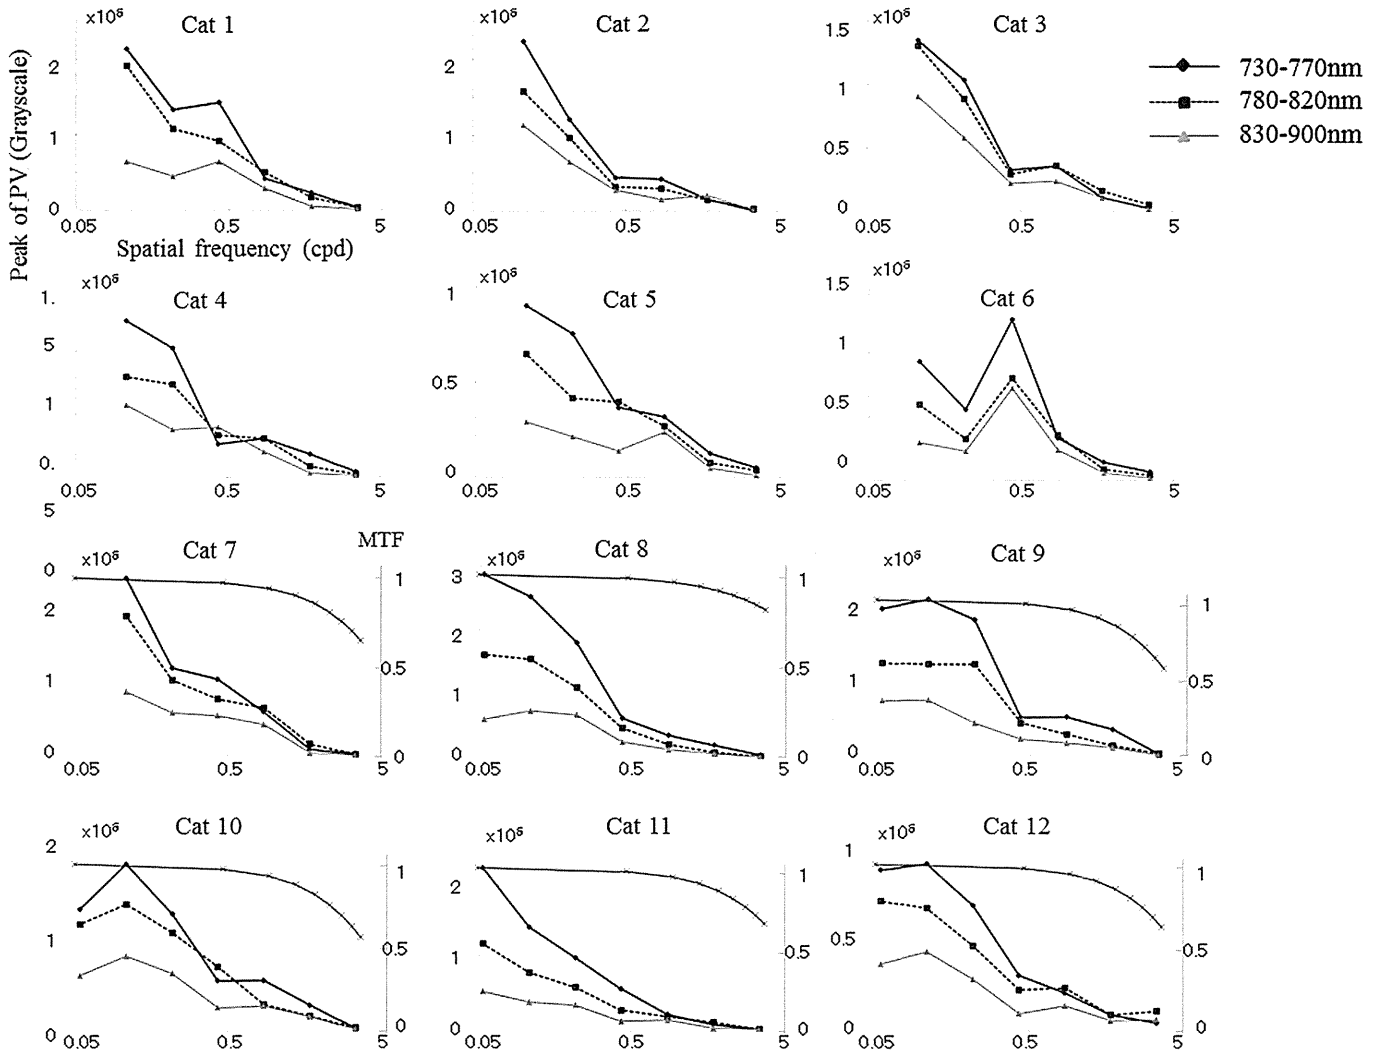 x10⁶ Cat 1
2
1
0
0.05 0.5 5
Peak of PV (Grayscale)
Spatial frequency (cpd)
x10⁶ Cat 2
2
1
0
0.05 0.5 5
Cat 3
1.5 x10⁶
1
0.5
0
0.05 0.5 5
730-770nm
780-820nm
830-900nm
x10⁶
Cat 4
1.
5
1
0.
5
0
0.05 0.5 5
x10⁶
Cat 5
1
0.5
0
0.05 0.5 5
x10⁶
Cat 6
1.5
1
0.5
0
0.05 0.5 5
Cat 7 MTF
x10⁶
2
1
0
1
0.5
0
0.05 0.5 5
Cat 8
x10⁶
3
2
1
0
1
0.5
0
0.05 0.5 5
Cat 9
x10⁶
2
1
0
1
0.5
0
0.05 0.5 5
Cat 10
x10⁶
2
1
0
1
0.5
0
0.05 0.5 5
Cat 11
x10⁶
2
1
0
1
0.5
0
0.05 0.5 5
Cat 12
x10⁶
1
0.5
0
1
0.5
0
0.05 0.5 5